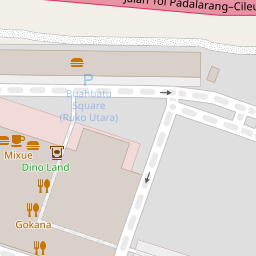 Jalan Tol Padalarang–Cileu
P
Buahbatu
Square
(Ruko Utara)
Mixue
Dino Land
Gokana